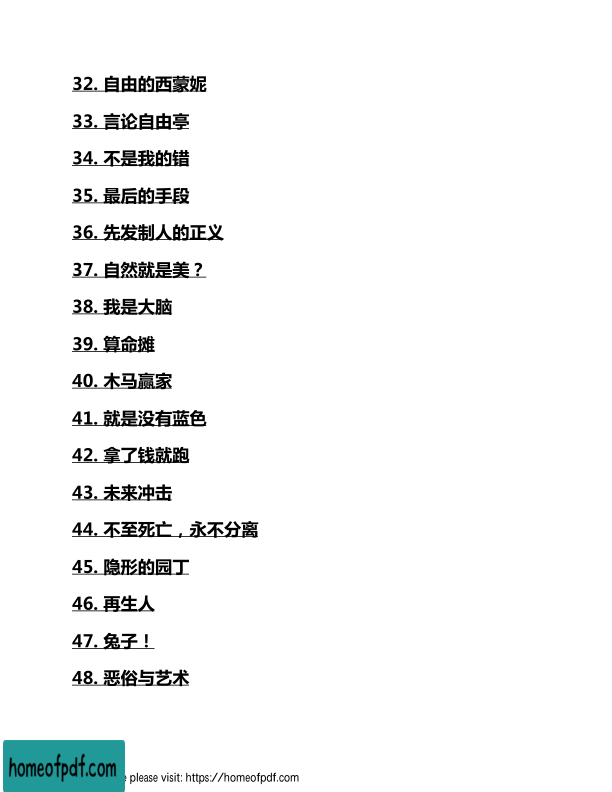 32. 自由的西蒙妮
33. 言论自由亭
34. 不是我的错
35. 最后的手段
36. 先发制人的正义
37. 自然就是美？
38. 我是大脑
39. 算命摊
40. 木马赢家
41. 就是没有蓝色
42. 拿了钱就跑
43. 未来冲击
44. 不至死亡，永不分离
45. 隐形的园丁
46. 再生人
47. 兔子！
48. 恶俗与艺术
homeofpdf.com
e please visit: https://homeofpdf.com